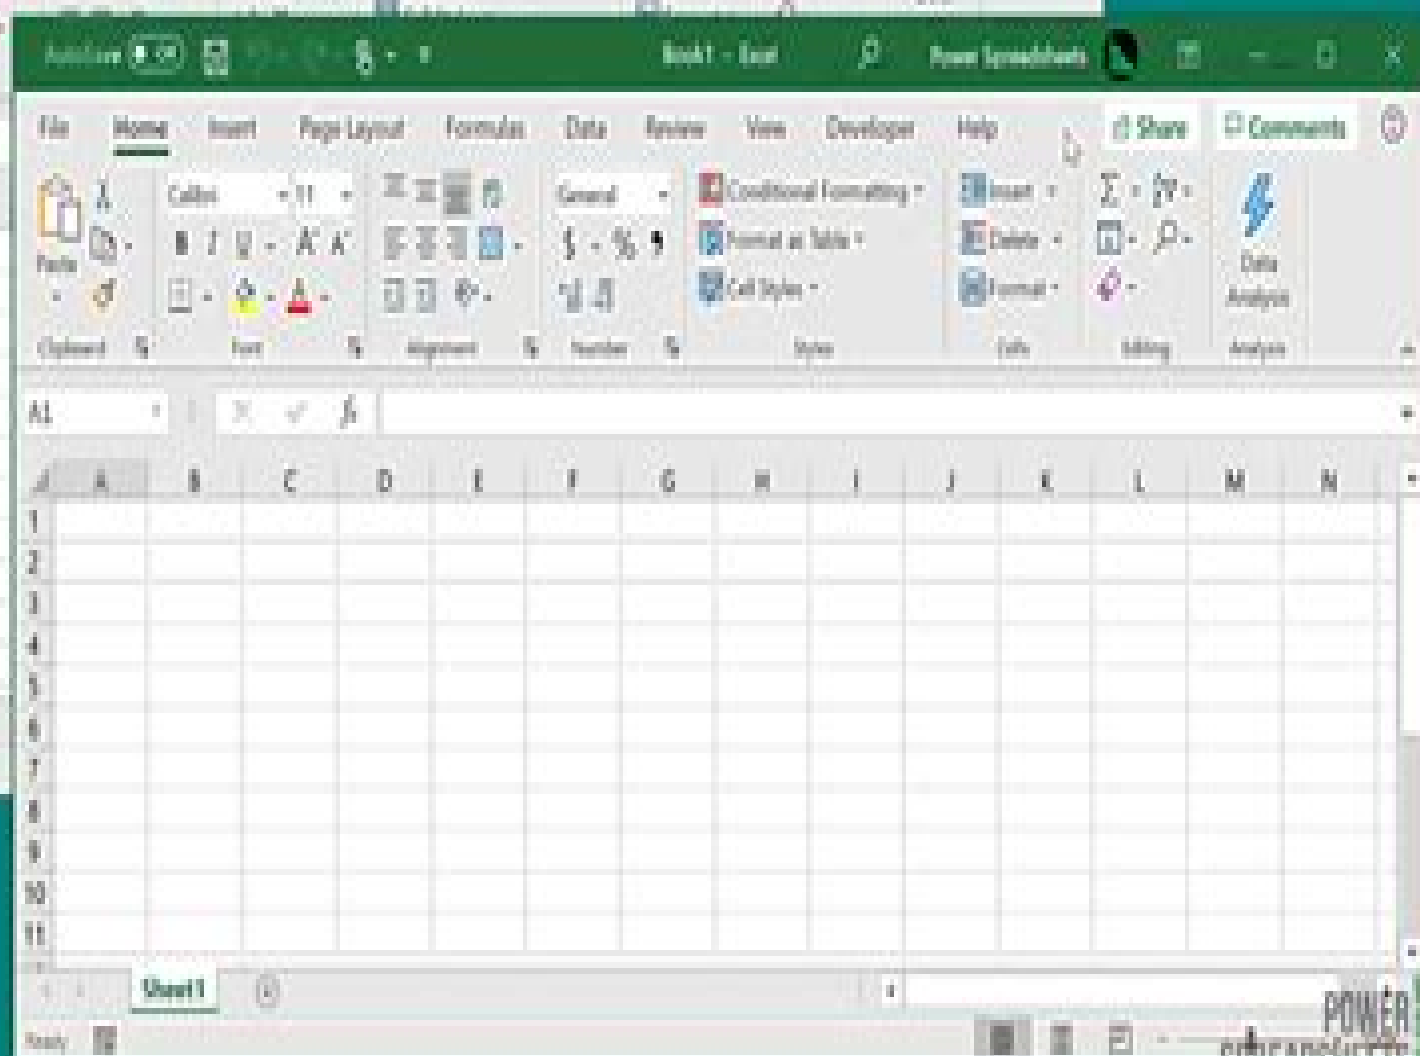 AutoSave Off Book1 - Excel Power Spreadsheets
File Home Insert Page Layout Formulas Data Review View Developer Help Share Comments
Calibri 11 General Conditional Formatting Insert
B I U A A $ % Format as Table Delete
Paste Cell Styles Format Data Analysis
Clipboard Font Alignment Number Styles Cells Editing Analysis
A1 fx
A B C D E F G H I J K L M N
1
2
3
4
5
6
7
8
9
10
11
Sheet1
Ready
POWER